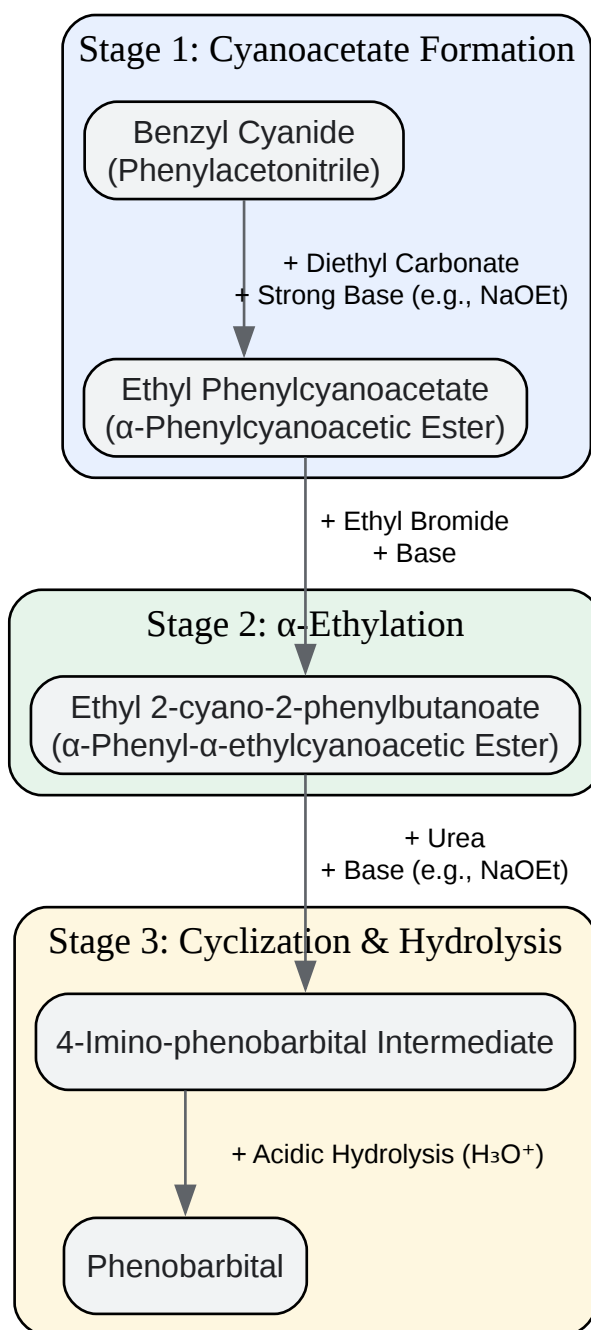 Stage 1: Cyanoacetate Formation
Benzyl Cyanide
(Phenylacetonitrile)
+ Diethyl Carbonate
+ Strong Base (e.g., NaOEt)
Ethyl Phenylcyanoacetate
(α-Phenylcyanoacetic Ester)
+ Ethyl Bromide
+ Base
Stage 2: α-Ethylation
Ethyl 2-cyano-2-phenylbutanoate
(α-Phenyl-α-ethylcyanoacetic Ester)
+ Urea
+ Base (e.g., NaOEt)
Stage 3: Cyclization & Hydrolysis
4-Imino-phenobarbital Intermediate
+ Acidic Hydrolysis (H₃O⁺)
Phenobarbital